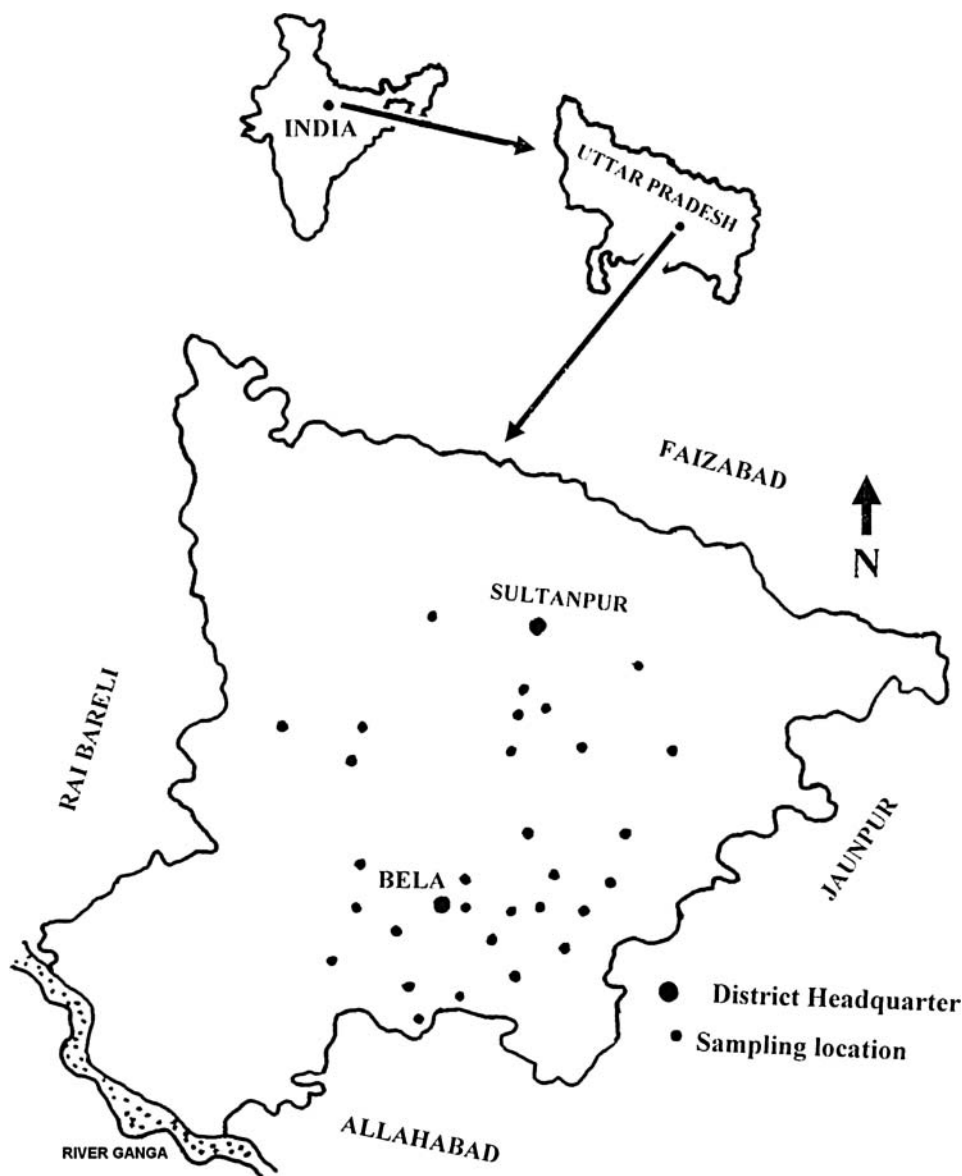 INDIA
UTTAR PRADESH
FAIZABAD
N
SULTANPUR
RAI BARELI
JAUNPUR
BELA
District Headquarter
Sampling location
ALLAHABAD
RIVER GANGA